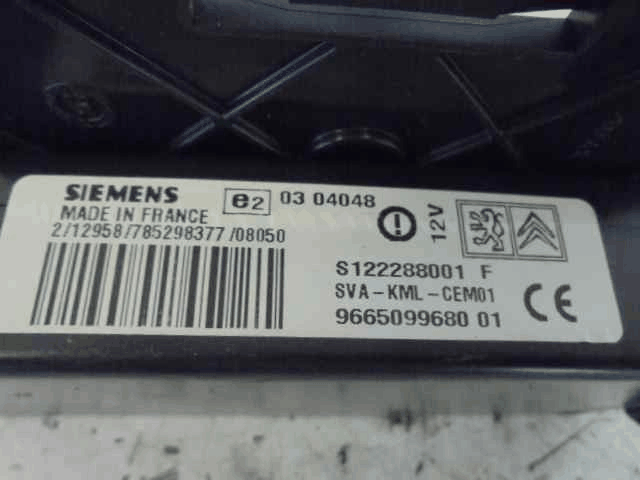 SIEMENS
e2 03 04048
MADE IN FRANCE
2/12958/785298377/08050
12V
S122288001 F
SVA-KML-CEM01
9665099680 01
CE